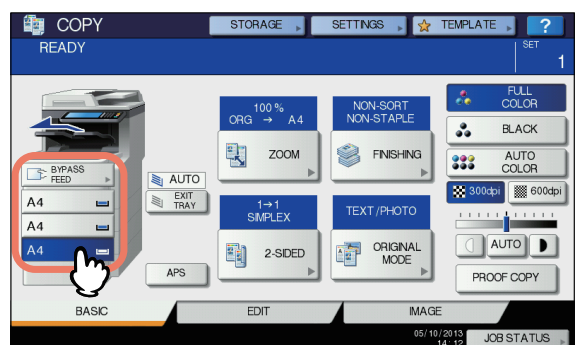 COPY
STORAGE
SETTINGS
TEMPLATE
?
READY
SET
1
BYPASS
FEED
A4
A4
A4
AUTO
EXIT
TRAY
APS
100 %
ORG → A4
ZOOM
NON-SORT
NON-STAPLE
FINISHING
1→1
SIMPLEX
2-SIDED
TEXT/PHOTO
ORIGINAL
MODE
FULL
COLOR
BLACK
AUTO
COLOR
300dpi
600dpi
AUTO
PROOF COPY
BASIC
EDIT
IMAGE
05/10/2013
14:12
JOB STATUS